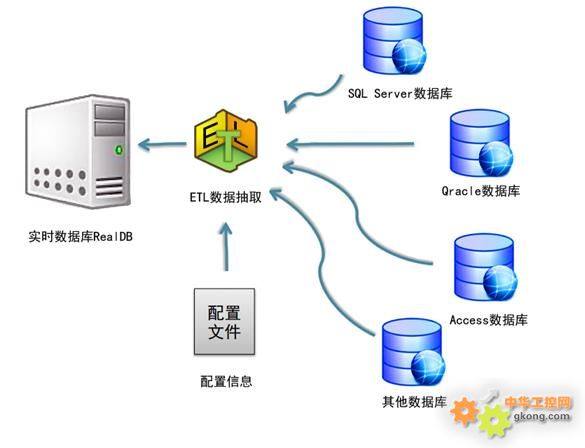 SQL Server数据库
ETL
Qracle数据库
ETL数据抽取
实时数据库RealDB
配置
文件
Access数据库
配置信息
其他数据库
中华工控网
gkong.com